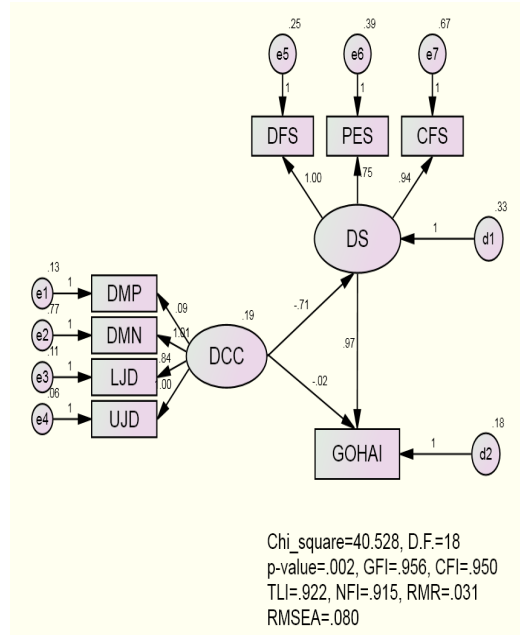 .25 .39 .67
e5 e6 e7
1 1 1
DFS PES CFS
1.00 .75 .94
.33
DS 1 d1
.13
e1 1 DMP
.77 .09 .19 -.71
e2 1 DMN 1.01 .97
.11 DCC
e3 1 LJD .84 -.02
.06 1.00
e4 1 UJD .18
GOHAI 1 d2
Chi_square=40.528, D.F.=18
p-value=.002, GFI=.956, CFI=.950
TLI=.922, NFI=.915, RMR=.031
RMSEA=.080